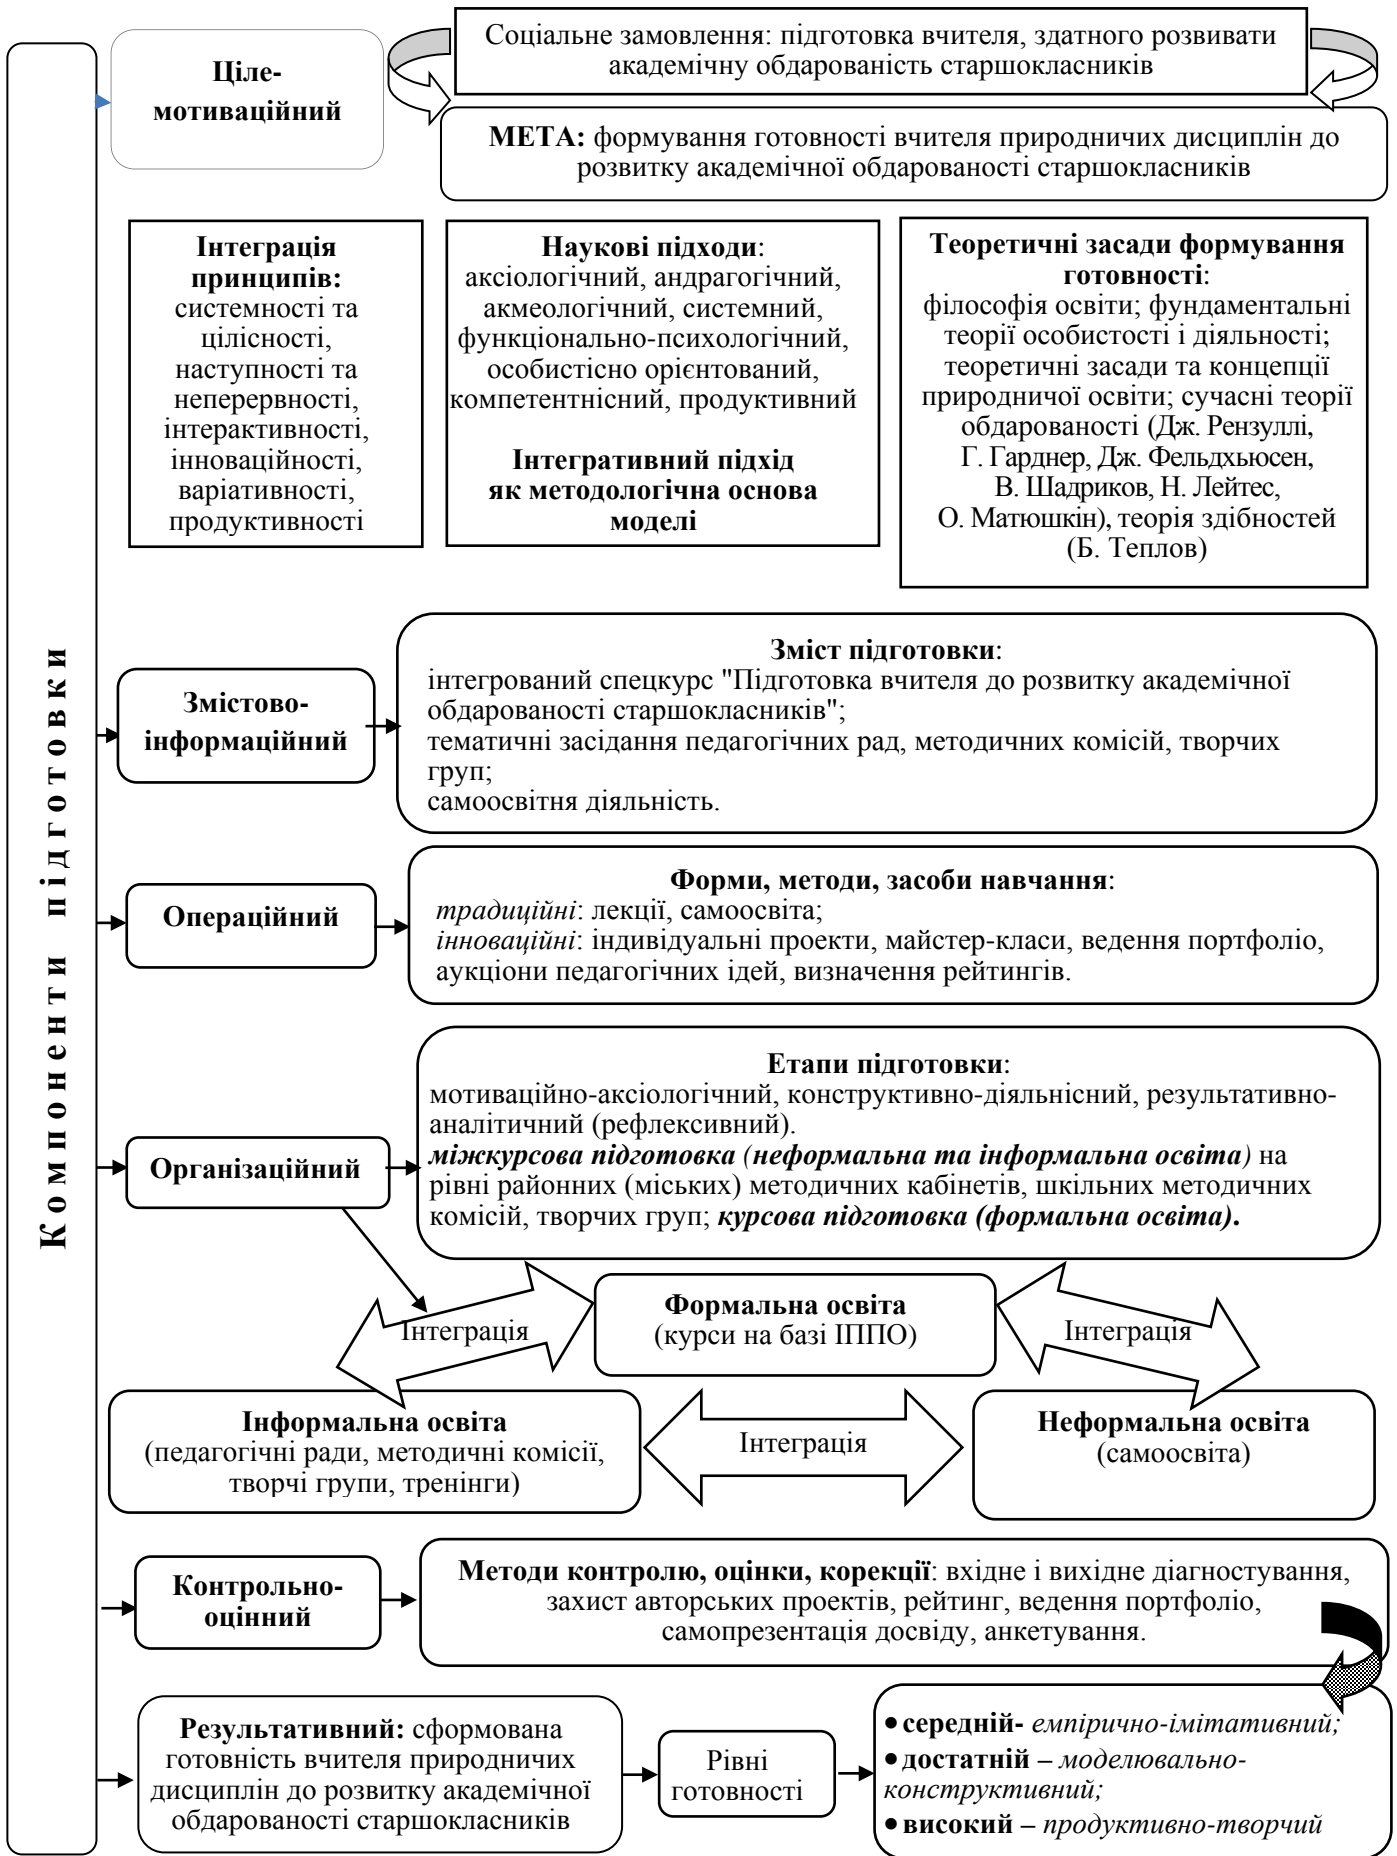 Компоненти підготовки
Ціле-
мотиваційний
Соціальне замовлення: підготовка вчителя, здатного розвивати
академічну обдарованість старшокласників
МЕТА: формування готовності вчителя природничих дисциплін до
розвитку академічної обдарованості старшокласників
Інтеграція
принципів:
системності та
цілісності,
наступності та
неперервності,
інтерактивності,
інноваційності,
варіативності,
продуктивності
Наукові підходи:
аксіологічний, андрагогічний,
акмеологічний, системний,
функціонально-психологічний,
особистісно орієнтований,
компетентнісний, продуктивний
Інтегративний підхід
як методологічна основа
моделі
Теоретичні засади формування
готовності:
філософія освіти; фундаментальні
теорії особистості і діяльності;
теоретичні засади та концепції
природничої освіти; сучасні теорії
обдарованості (Дж. Рензуллі,
Г. Гарднер, Дж. Фельдхьюсен,
В. Шадриков, Н. Лейтес,
О. Матюшкін), теорія здібностей
(Б. Теплов)
Змістово-
інформаційний
Зміст підготовки:
інтегрований спецкурс "Підготовка вчителя до розвитку академічної
обдарованості старшокласників";
тематичні засідання педагогічних рад, методичних комісій, творчих
груп;
самоосвітня діяльність.
Операційний
Форми, методи, засоби навчання:
традиційні: лекції, самоосвіта;
інноваційні: індивідуальні проекти, майстер-класи, ведення портфоліо,
аукціони педагогічних ідей, визначення рейтингів.
Організаційний
Етапи підготовки:
мотиваційно-аксіологічний, конструктивно-діяльнісний, результативно-
аналітичний (рефлексивний).
міжкурсова підготовка (неформальна та інформальна освіта) на
рівні районних (міських) методичних кабінетів, шкільних методичних
комісій, творчих груп; курсова підготовка (формальна освіта).
Інтеграція
Формальна освіта
(курси на базі ІППО)
Інтеграція
Інформальна освіта
(педагогічні ради, методичні комісії,
творчі групи, тренінги)
Інтеграція
Неформальна освіта
(самоосвіта)
Контрольно-
оцінний
Методи контролю, оцінки, корекції: вхідне і вихідне діагностування,
захист авторських проектів, рейтинг, ведення портфоліо,
самопрезентація досвіду, анкетування.
Результативний: сформована
готовність вчителя природничих
дисциплін до розвитку академічної
обдарованості старшокласників
Рівні
готовності
• середній- емпірично-імітативний;
• достатній – моделювально-
конструктивний;
• високий – продуктивно-творчий